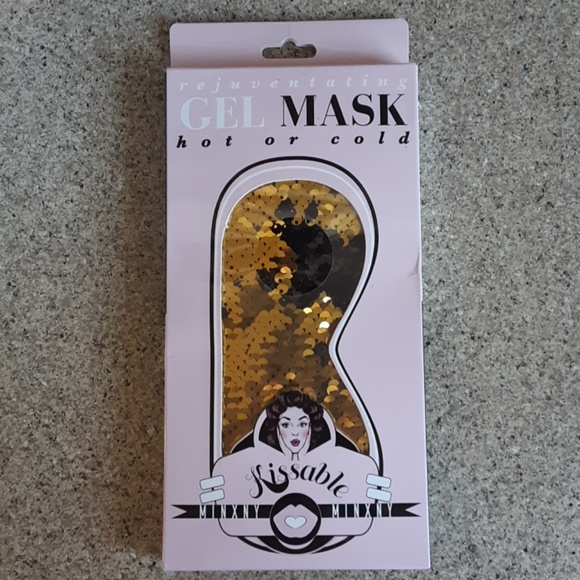 rejuventating
GEL MASK
hot or cold
Kissable
MINXNY MINXNY